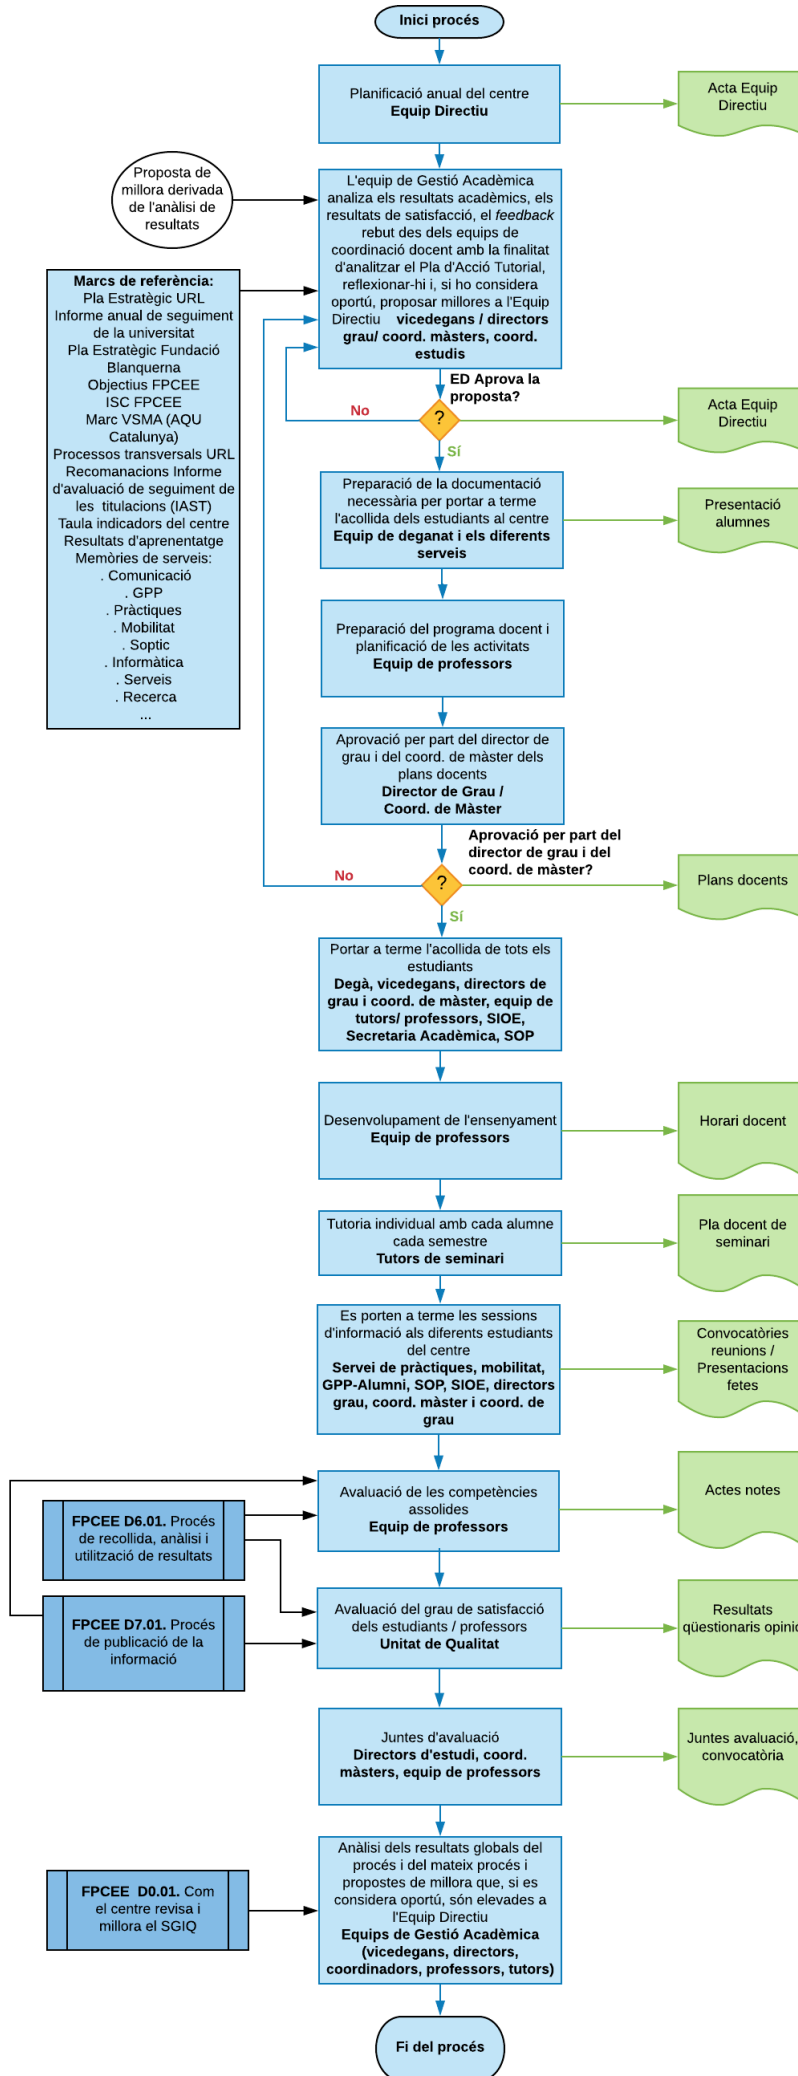 Inici procés
Planificació anual del centre
Equip Directiu
Acta Equip
Directiu
Proposta de
millora derivada
de l'anàlisi de
resultats
L'equip de Gestió Acadèmica
analiza els resultats acadèmics, els
resultats de satisfacció, el feedback
rebut des dels equips de
coordinació docent amb la finalitat
d'analitzar el Pla d'Acció Tutorial,
reflexionar-hi i, si ho considera
oportú, proposar millores a l'Equip
Directiu vicedegans / directors
grau/ coord. màsters, coord.
estudis
Marcs de referència:
Pla Estratègic URL
Informe anual de seguiment
de la universitat
Pla Estratègic Fundació
Blanquerna
Objectius FPCEE
ISC FPCEE
Marc VSMA (AQU
Catalunya)
Processos transversals URL
Recomanacions Informe
d'avaluació de seguiment de
les titulacions (IAST)
Taula indicadors del centre
Resultats d'aprenentatge
Memòries de serveis:
. Comunicació
. GPP
. Pràctiques
. Mobilitat
. Soptic
. Informàtica
. Serveis
. Recerca
...
ED Aprova la
proposta?
No
?
Sí
Acta Equip
Directiu
Preparació de la documentació
necessària per portar a terme
l'acollida dels estudiants al centre
Equip de deganat i els diferents
serveis
Presentació
alumnes
Preparació del programa docent i
planificació de les activitats
Equip de professors
Aprovació per part del director de
grau i del coord. de màster dels
plans docents
Director de Grau /
Coord. de Màster
Aprovació per part del
director de grau i del
coord. de màster?
No
?
Sí
Plans docents
Portar a terme l'acollida de tots els
estudiants
Degà, vicedegans, directors de
grau i coord. de màster, equip de
tutors/ professors, SIOE,
Secretaria Acadèmica, SOP
Desenvolupament de l'ensenyament
Equip de professors
Horari docent
Tutoria individual amb cada alumne
cada semestre
Tutors de seminari
Pla docent de
seminari
Es porten a terme les sessions
d'informació als diferents estudiants
del centre
Servei de pràctiques, mobilitat,
GPP-Alumni, SOP, SIOE, directors
grau, coord. màster i coord. de
grau
Convocatòries
reunions /
Presentacions
fetes
Avaluació de les competències
assolides
Equip de professors
Actes notes
FPCEE D6.01. Procés
de recollida, anàlisi i
utilització de resultats
FPCEE D7.01. Procés
de publicació de la
informació
Avaluació del grau de satisfacció
dels estudiants / professors
Unitat de Qualitat
Resultats
qüestionaris opinió
Juntes d'avaluació
Directors d'estudi, coord.
màsters, equip de professors
Juntes avaluació,
convocatòria
Anàlisi dels resultats globals del
procés i del mateix procés i
propostes de millora que, si es
considera oportú, són elevades a
l'Equip Directiu
Equips de Gestió Acadèmica
(vicedegans, directors,
coordinadors, professors, tutors)
FPCEE D0.01. Com
el centre revisa i
millora el SGIQ
Fi del procés